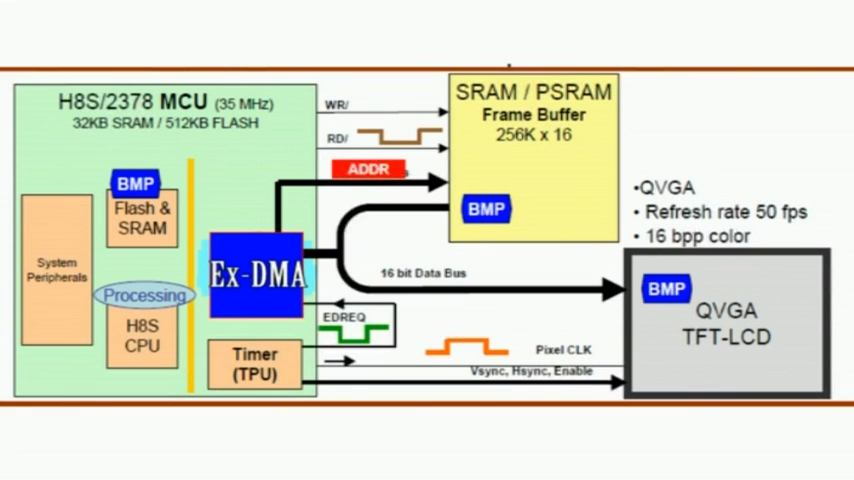 H8S/2378 MCU (35 MHz)
32KB SRAM / 512KB FLASH
BMP
Flash &
SRAM
System
Peripherals
Processing
H8S
CPU
Ex-DMA
Timer
(TPU)
WR/
RD/
ADDR
SRAM / PSRAM
Frame Buffer
256K x 16
BMP
16 bit Data Bus
EDREQ
Pixel CLK
Vsync, Hsync, Enable
•QVGA
• Refresh rate 50 fps
• 16 bpp color
BMP
QVGA
TFT-LCD